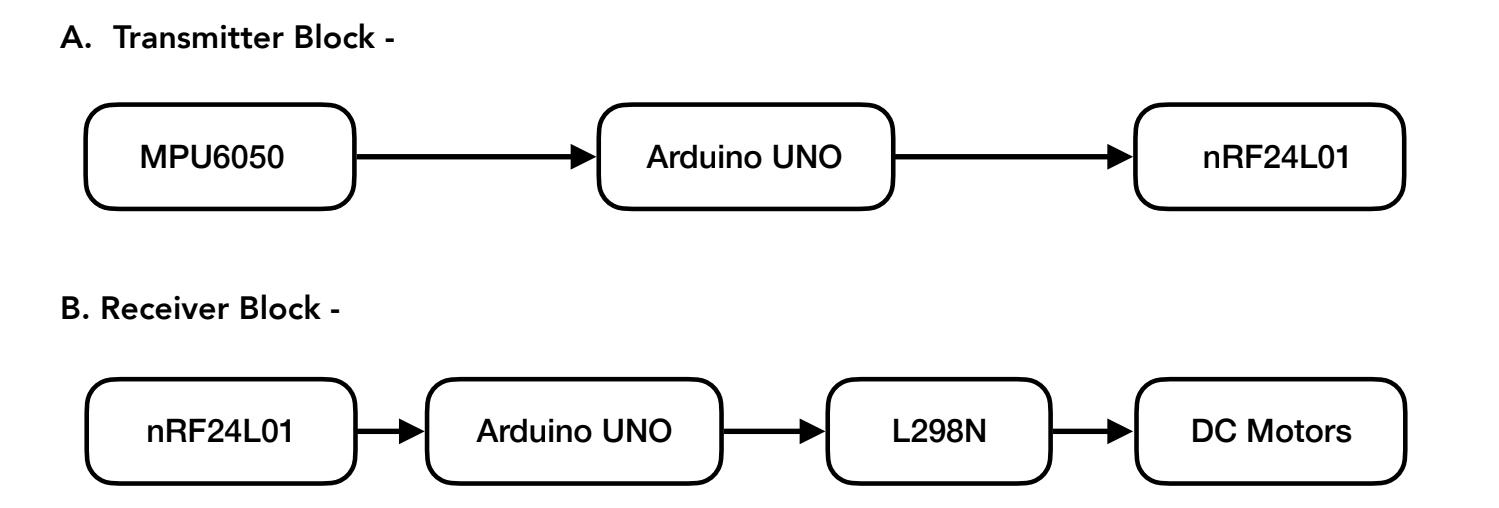 A. Transmitter Block -
MPU6050
Arduino UNO
nRF24L01
B. Receiver Block -
nRF24L01
Arduino UNO
L298N
DC Motors